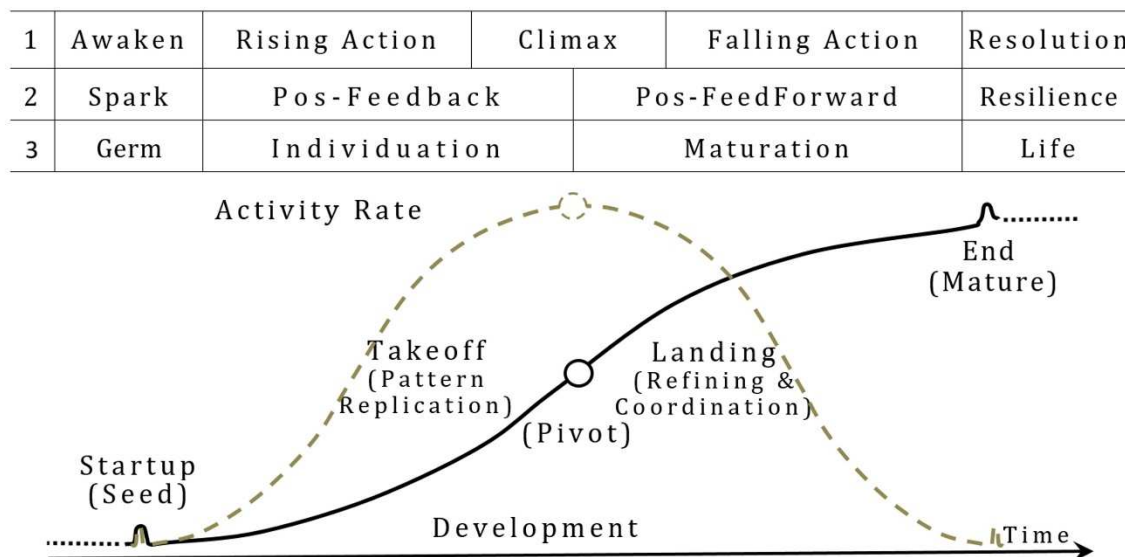 1 Awaken Rising Action Climax Falling Action Resolution
2 Spark Pos-Feedback Pos-FeedForward Resilience
3 Germ Individuation Maturation Life
Activity Rate
End
(Mature)
Takeoff
(Pattern
Replication)
Landing
(Refining &
Coordination)
(Pivot)
Startup
(Seed)
Development
Time